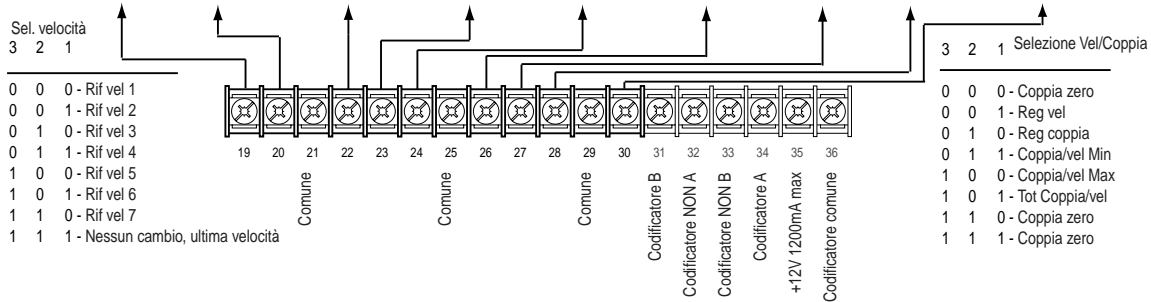 Sel. velocità
3 2 1
0 0 0 - Rif vel 1
0 0 1 - Rif vel 2
0 1 0 - Rif vel 3
0 1 1 - Rif vel 4
1 0 0 - Rif vel 5
1 0 1 - Rif vel 6
1 1 0 - Rif vel 7
1 1 1 - Nessun cambio, ultima velocità
19 20 21 22 23 24 25 26 27 28 29 30 31 32 33 34 35 36
Comune
Comune
Comune
Codificatore B
Codificatore NON A
Codificatore NON B
Codificatore A
+12V 1200mA max
Codificatore comune
3 2 1 Selezione Vel/Coppia
0 0 0 - Coppia zero
0 0 1 - Reg vel
0 1 0 - Reg coppia
0 1 1 - Coppia/vel Min
1 0 0 - Coppia/vel Max
1 0 1 - Tot Coppia/vel
1 1 0 - Coppia zero
1 1 1 - Coppia zero